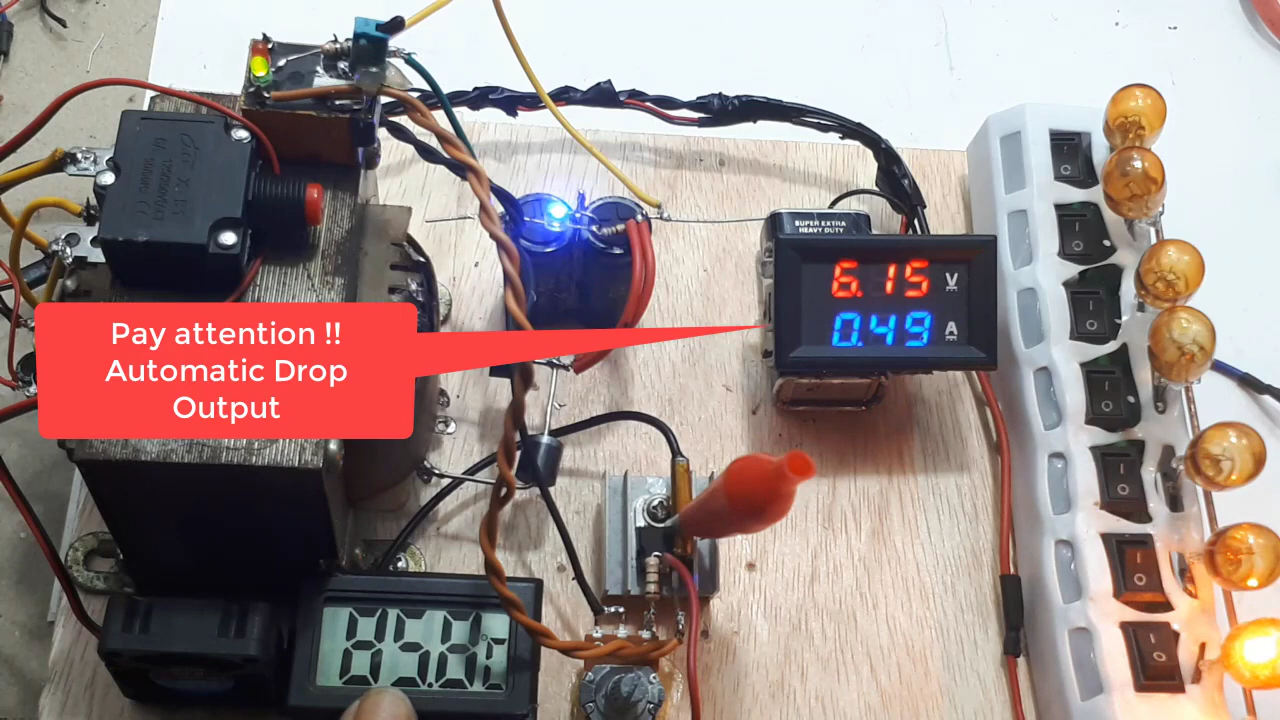 Pay attention !!
Automatic Drop
Output
SUPER EXTRA
HEAVY DUTY
6.15 V
0.49 A